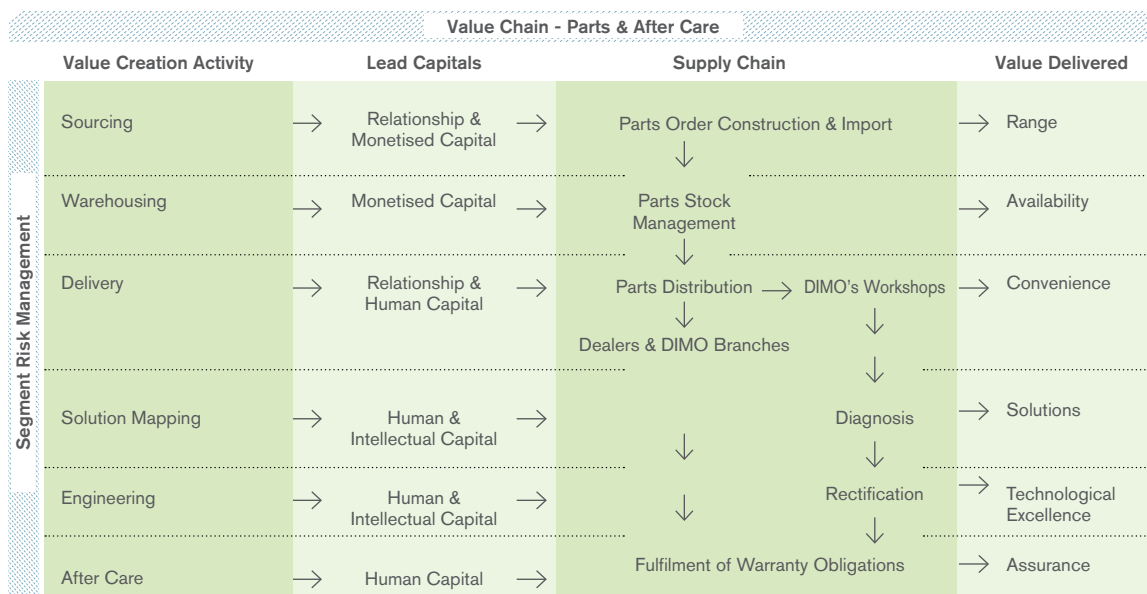 Value Chain - Parts & After Care
Value Creation Activity
Lead Capitals
Supply Chain
Value Delivered
Segment Risk Management
Sourcing
Relationship &
Monetised Capital
Parts Order Construction & Import
Range
Warehousing
Monetised Capital
Parts Stock
Management
Availability
Delivery
Relationship &
Human Capital
Parts Distribution
DIMO's Workshops
Convenience
Dealers & DIMO Branches
Solution Mapping
Human &
Intellectual Capital
Diagnosis
Solutions
Engineering
Human &
Intellectual Capital
Rectification
Technological
Excellence
After Care
Human Capital
Fulfilment of Warranty Obligations
Assurance